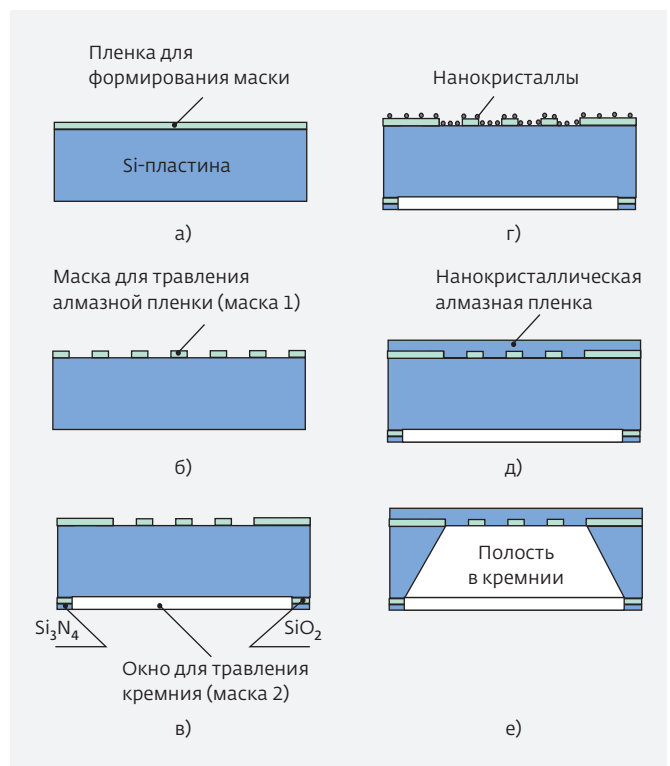 Пленка для
формирования маски
Si-пластина
а)
Маска для травления
алмазной пленки (маска 1)
б)
Si₃N₄
SiO₂
Окно для травления
кремния (маска 2)
в)
Нанокристаллы
г)
Нанокристаллическая
алмазная пленка
д)
Полость
в кремнии
е)